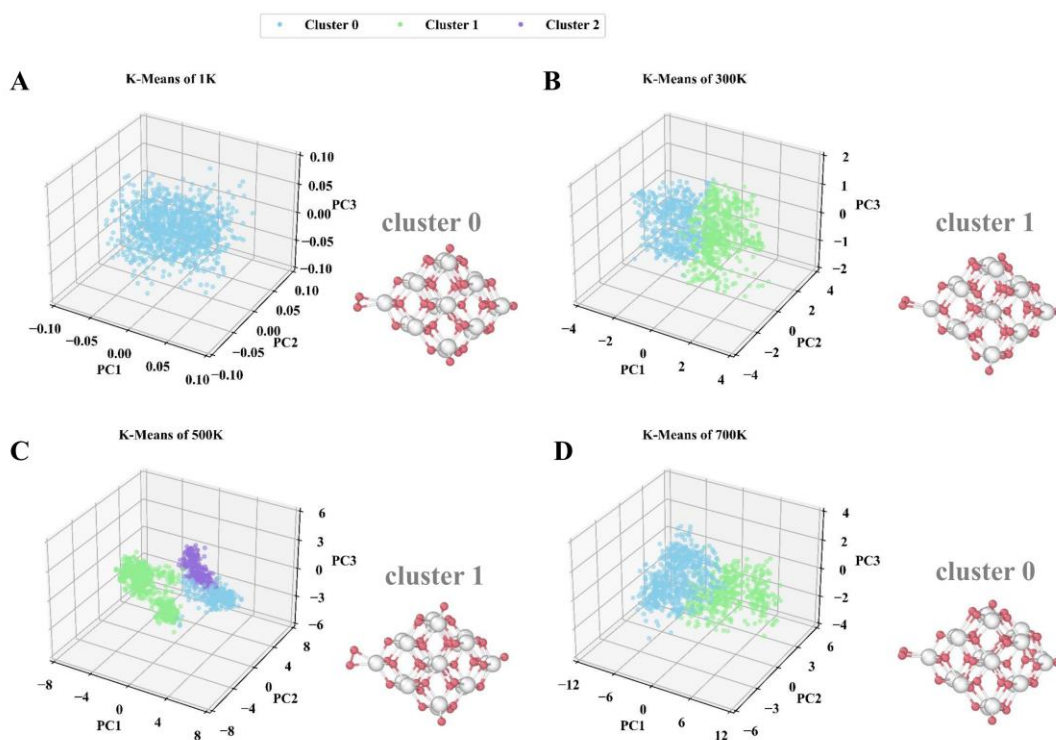 Cluster 0 Cluster 1 Cluster 2
A
K-Means of 1K
0.10
0.05
0.00
−0.05
−0.10
PC3
0.10
0.05
0.00
−0.05
−0.10
PC2
−0.10
−0.05
0.00
0.05
0.10
PC1
cluster 0
B
K-Means of 300K
2
1
0
−1
−2
PC3
4
2
0
−2
−4
PC2
−4
−2
0
2
4
PC1
cluster 1
C
K-Means of 500K
6
3
0
−3
−6
PC3
8
4
0
−4
−8
PC2
−8
−4
0
4
8
PC1
cluster 1
D
K-Means of 700K
4
2
0
−2
−4
PC3
6
3
0
−3
−6
PC2
−12
−6
0
6
12
PC1
cluster 0